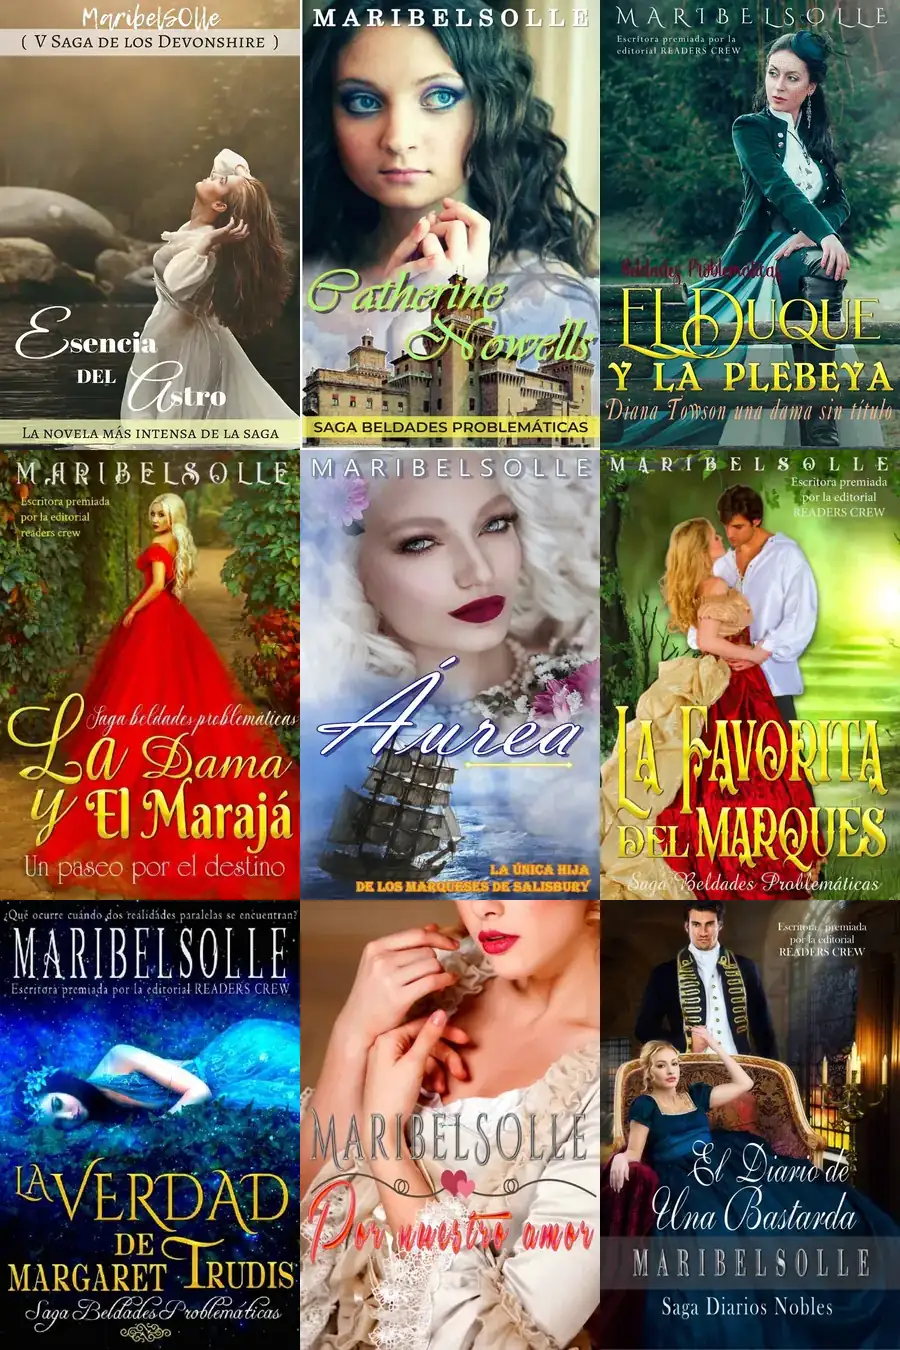 MaribelSOlle
( V SAGA DE LOS DEVONSHIRE )
Esencia
DEL
Astro
LA NOVELA MÁS INTENSA DE LA SAGA
MARIBELSOLLE
Catherine
Nowells
SAGA BELDADES PROBLEMÁTICAS
MARIBELSOLLE
Escritora premiada por la
editorial READERS CREW
Beldades Problemáticas
EL DUQUE
Y LA PLEBEYA
Diana Towson una dama sin título
MARIBELSOLLE
Escritora premiada
por la editorial
readers crew
Saga beldades problemáticas
La Dama
y El Marajá
Un paseo por el destino
MARIBELSOLLE
Áurea
LA ÚNICA HIJA
DE LOS MARQUESES DE SALISBURY
MARIBELSOLLE
Escritora premiada
por la editorial
READERS CREW
LA FAVORITA
DEL MARQUES
Saga Beldades Problemáticas
¿Qué ocurre cuándo dos realidades paralelas se encuentran?
MARIBELSOLLE
Escritora premiada por la editorial READERS CREW
LA VERDAD
DE
MARGARET TRUDIS
Saga Beldades Problemáticas
MARIBELSOLLE
Por nuestro amor
Escritora premiada
por la editorial
READERS CREW
El Diario de
Una Bastarda
MARIBELSOLLE
Saga Diarios Nobles